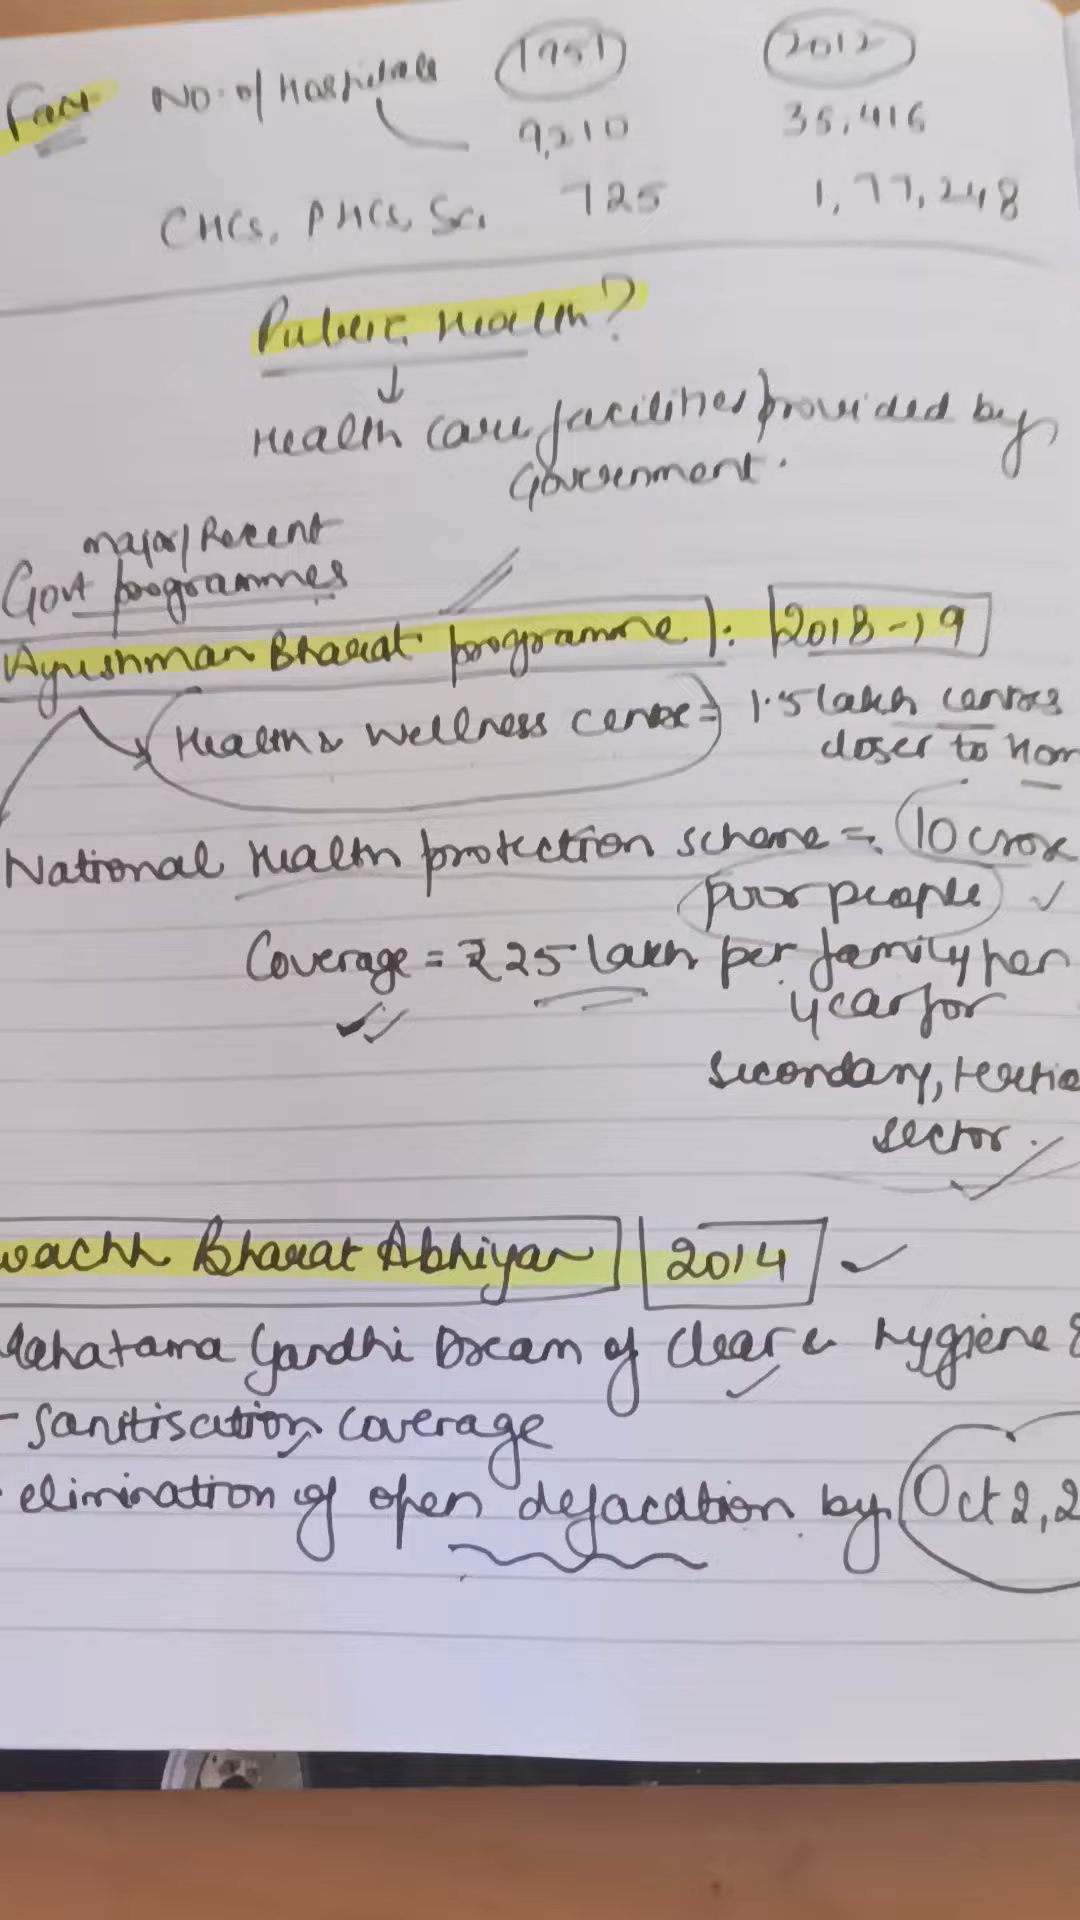 Fact No. of Hospitals 1951 2012
9,210 35,416
CHCs, PHCs, Sc. 725 1,77,248
Public Health?
↓
Health care facilities provided by
Government.
major/Recent
Govt programmes
Ayushman Bharat programme : 2018-19
Health & Wellness centre = 1.5 lakh centres
closer to hom
National Health protection scheme = 10 crore
poor people ✓
Coverage = ₹25 lakh per family per
year for
secondary, tertia
sector.
wachh Bharat Abhiyan 2014 ✓
Mahatama Gandhi Dream of clear & hygiene &
- Sanitisation coverage
- elimination of open defacation by Oct 2, 2